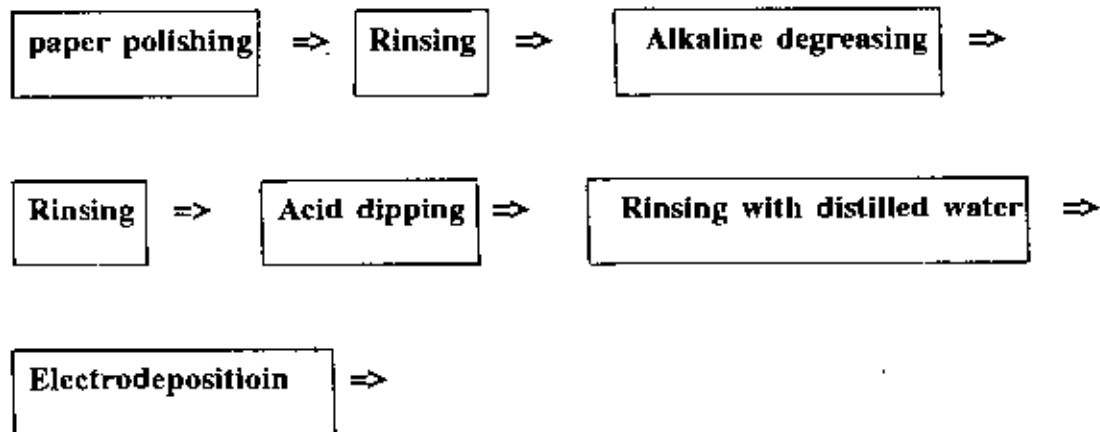 paper polishing => Rinsing => Alkaline degreasing =>
Rinsing => Acid dipping => Rinsing with distilled water =>
Electrodepositioin =>